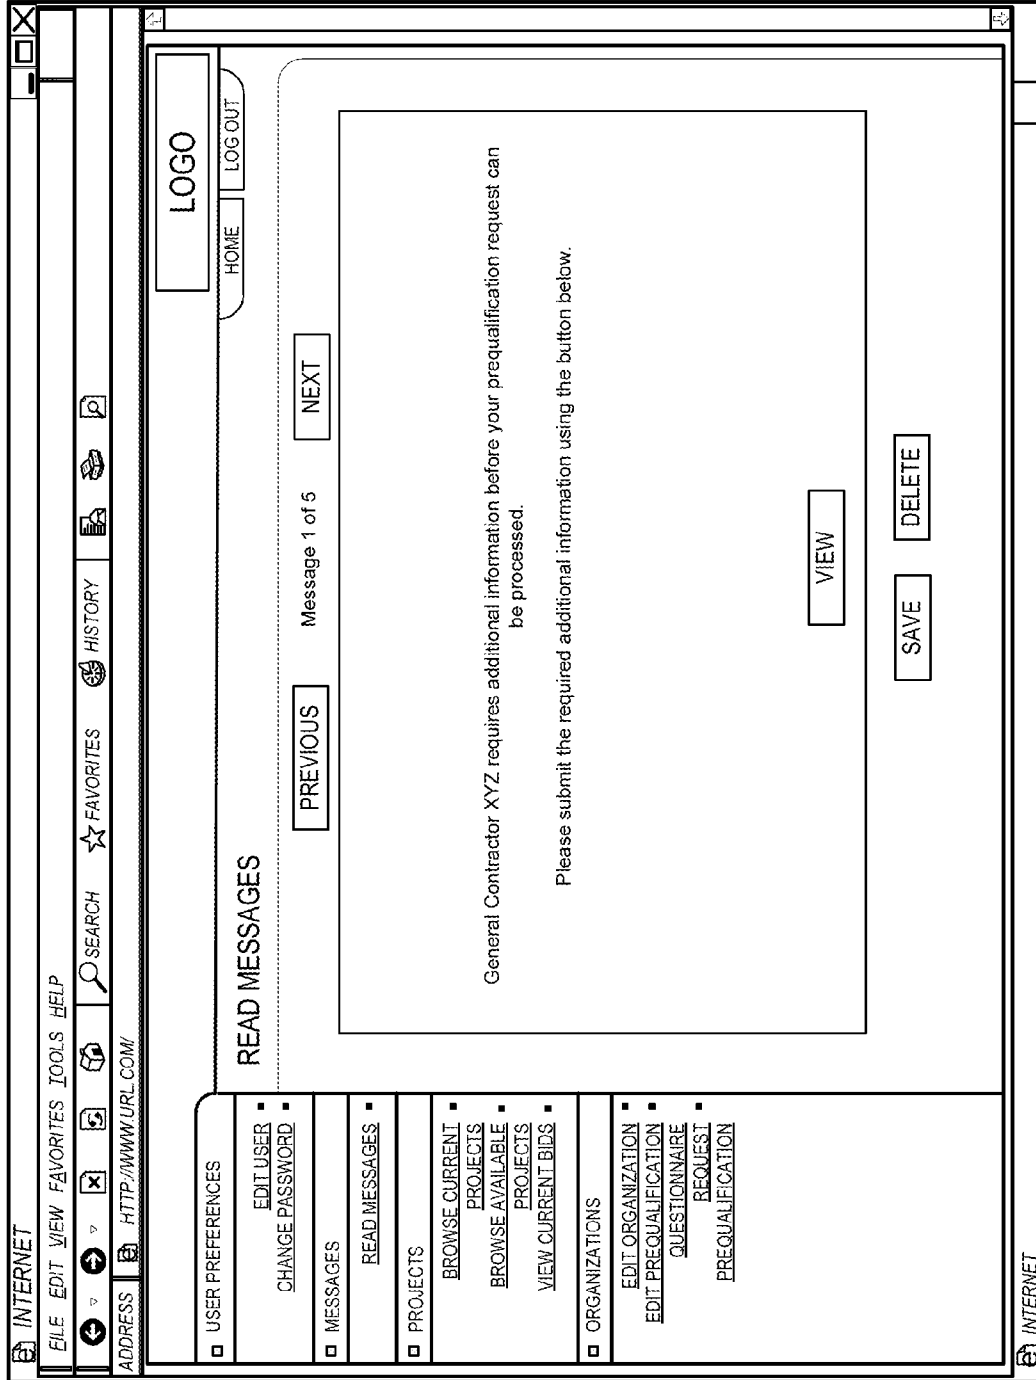 INTERNET
FILE EDIT VIEW FAVORITES TOOLS HELP
SEARCH FAVORITES HISTORY
ADDRESS HTTP://WWW.URL.COM/
LOGO
HOME LOG OUT
USER PREFERENCES
EDIT USER
CHANGE PASSWORD
MESSAGES
READ MESSAGES
PROJECTS
BROWSE CURRENT
PROJECTS
BROWSE AVAILABLE
PROJECTS
VIEW CURRENT BIDS
ORGANIZATIONS
EDIT ORGANIZATION
EDIT PREQUALIFICATION
QUESTIONNAIRE
REQUEST
PREQUALIFICATION
READ MESSAGES
PREVIOUS Message 1 of 5 NEXT
General Contractor XYZ requires additional information before your prequalification request can
be processed.
Please submit the required additional information using the button below.
VIEW
SAVE DELETE
INTERNET